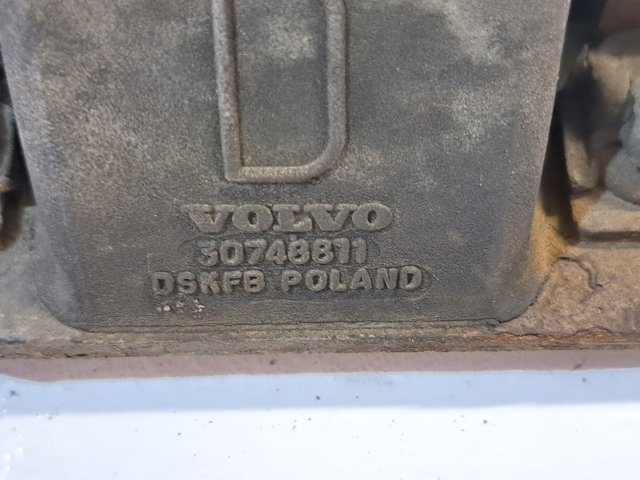 D
VOLVO
30748811
DSKFB POLAND